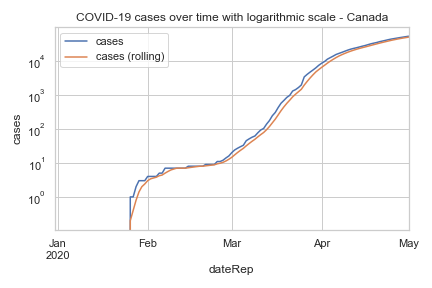 COVID-19 cases over time with logarithmic scale - Canada
cases
cases (rolling)
10⁴
10³
10²
10¹
10⁰
cases
Jan Feb Mar Apr May
2020
dateRep